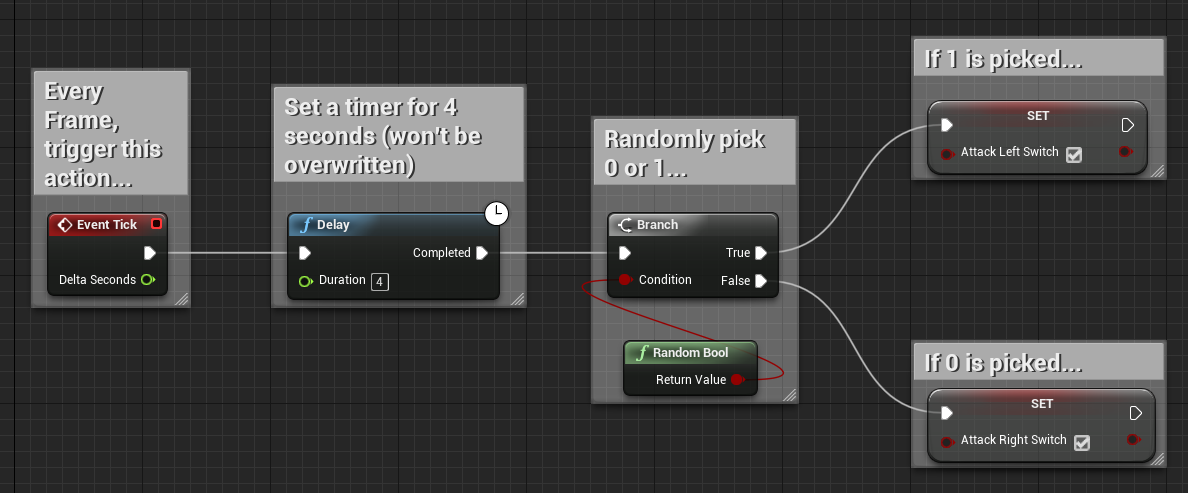 Every
Frame,
trigger this
action...
Event Tick
Delta Seconds
Set a timer for 4
seconds (won't be
overwritten)
f Delay
Completed
Duration 4
Randomly pick
0 or 1...
Branch
True
Condition
False
f Random Bool
Return Value
If 1 is picked...
SET
Attack Left Switch
If 0 is picked...
SET
Attack Right Switch